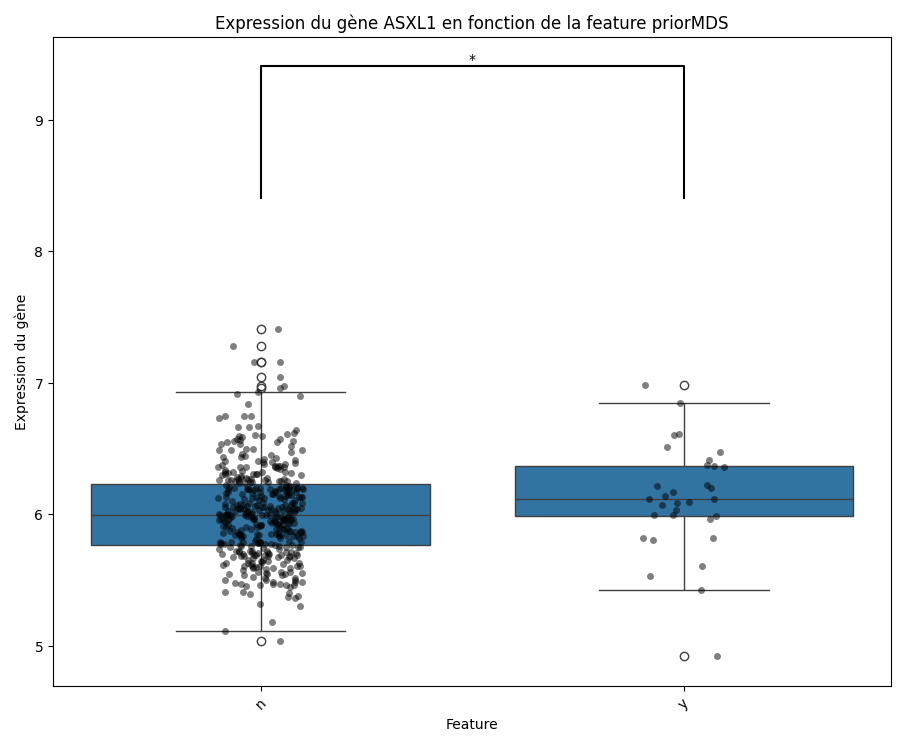 Expression du gène ASXL1 en fonction de la feature priorMDS
*
9
8
7
6
5
Expression du gène
n
y
Feature